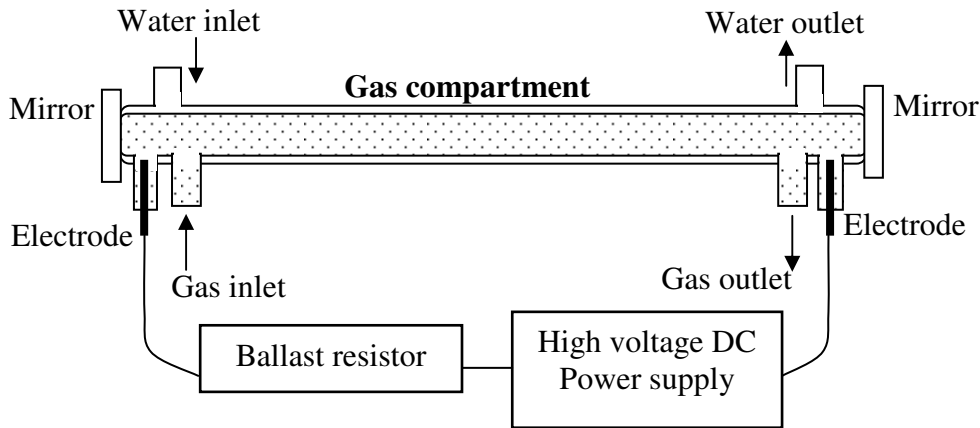 Water inlet
Water outlet
Gas compartment
Mirror
Mirror
Electrode
Electrode
Gas inlet
Gas outlet
Ballast resistor
High voltage DC
Power supply